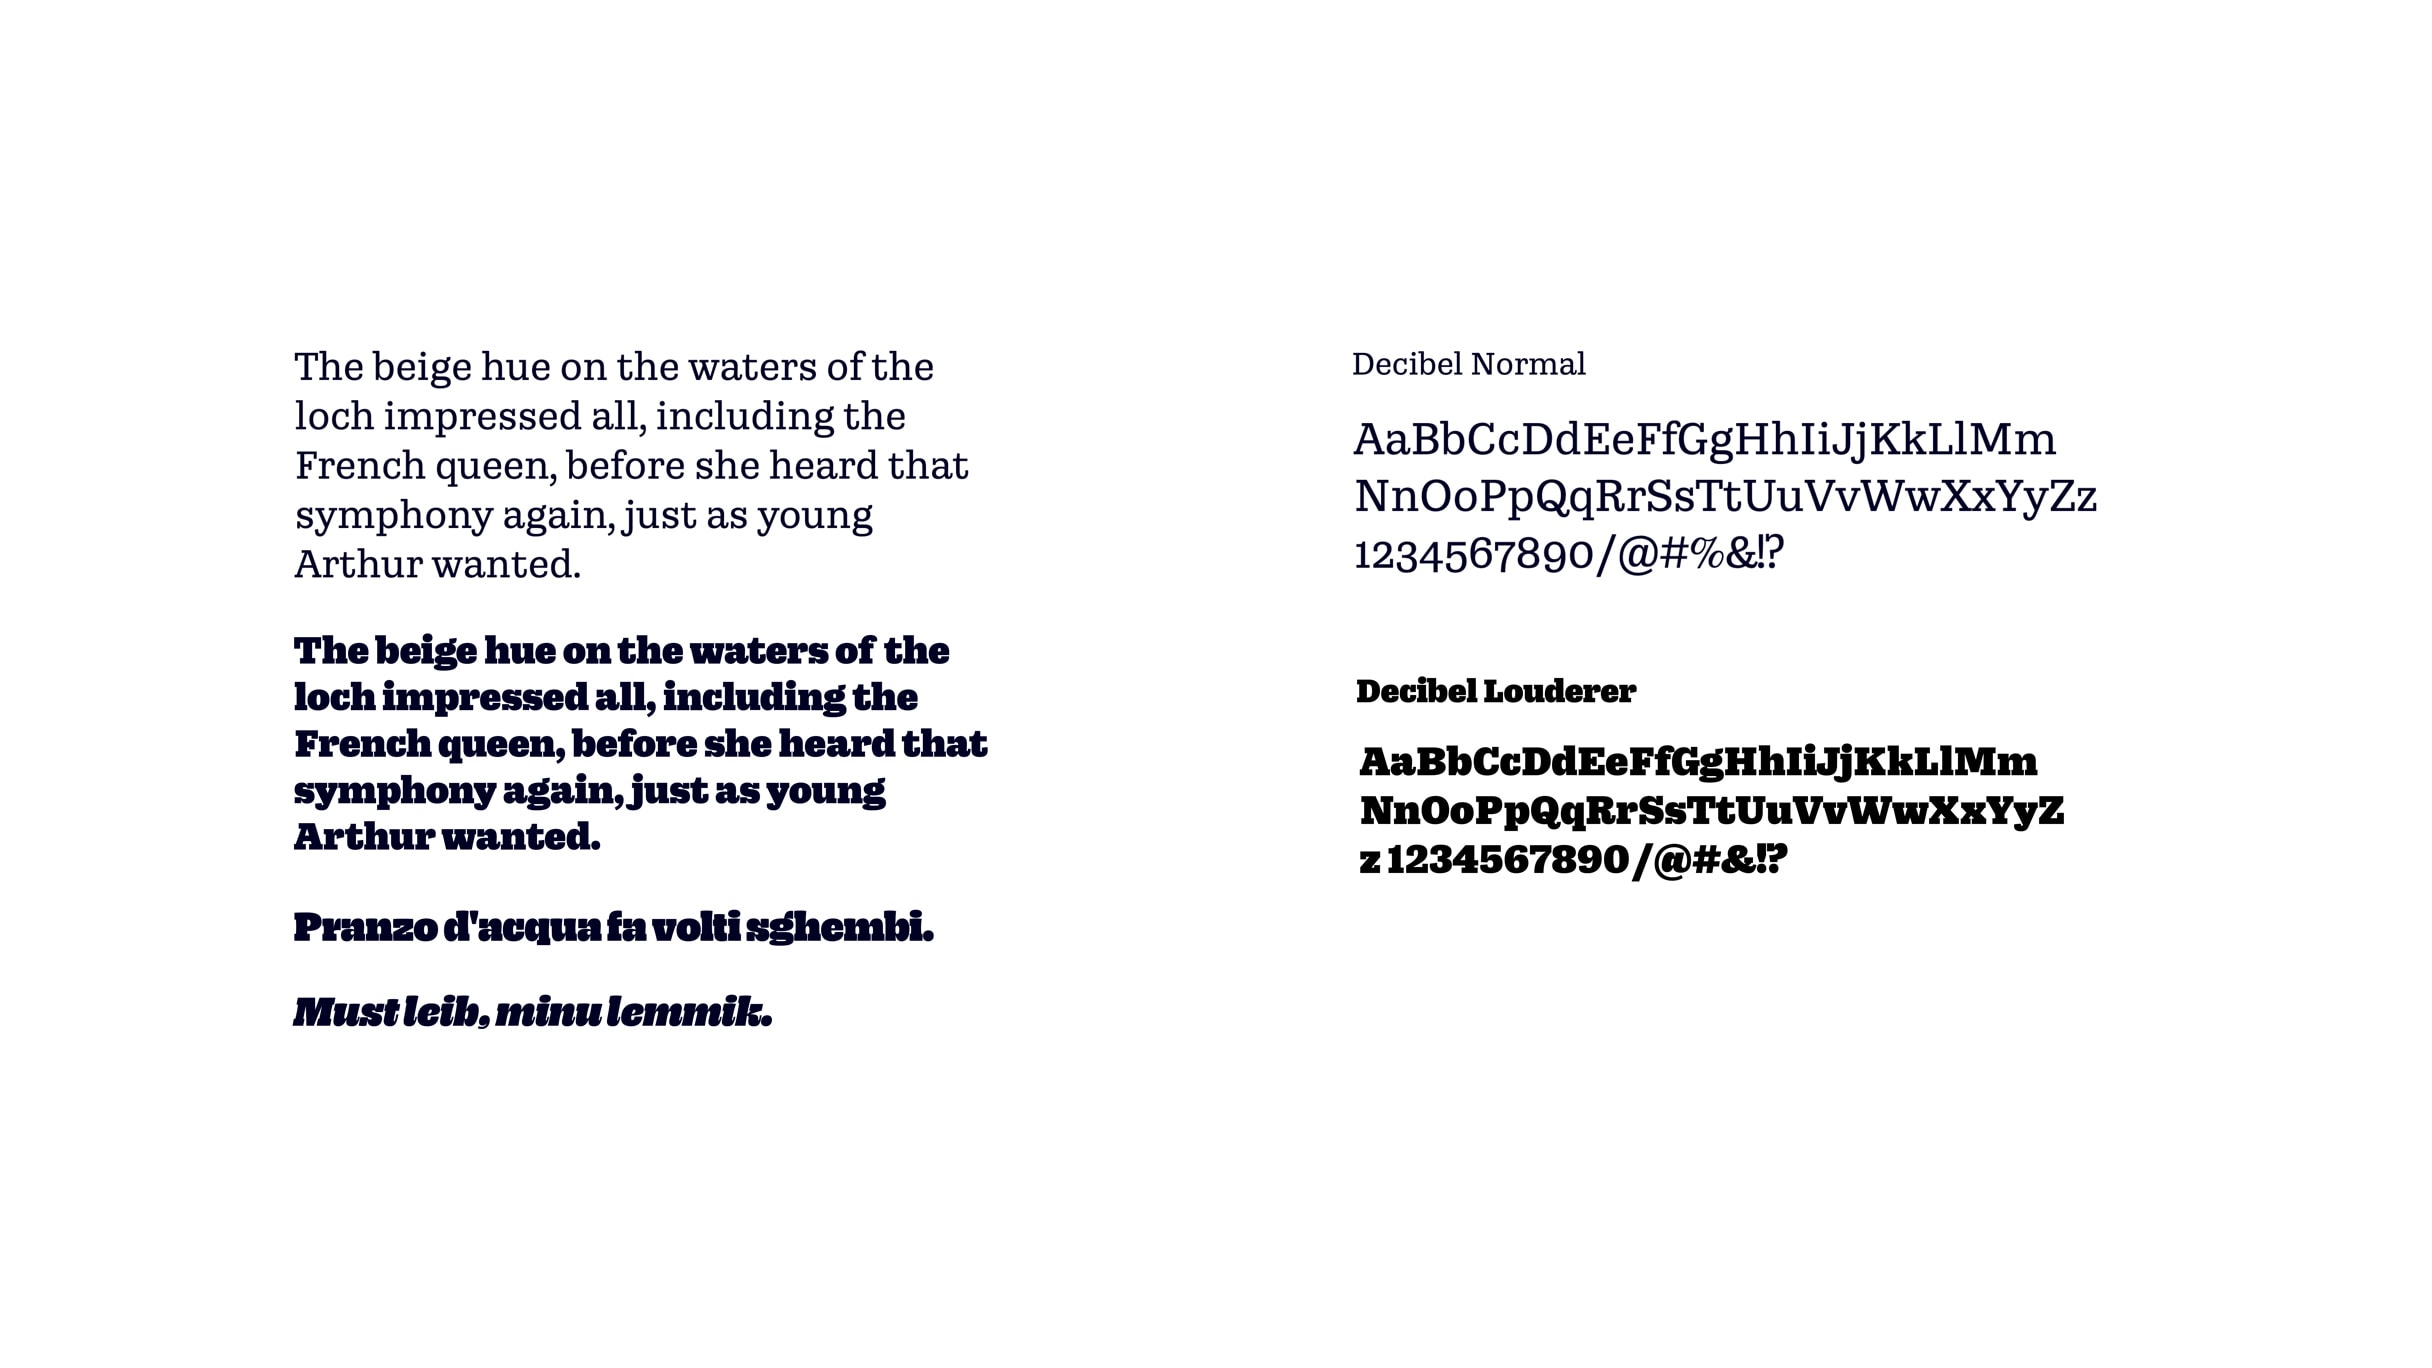 The beige hue on the waters of the
loch impressed all, including the
French queen, before she heard that
symphony again, just as young
Arthur wanted.
The beige hue on the waters of the
loch impressed all, including the
French queen, before she heard that
symphony again, just as young
Arthur wanted.
Pranzo d'acqua fa volti sghembi.
Must leib, minu lemmik.
Decibel Normal
AaBbCcDdEeFfGgHhIiJjKkLlMm
NnOoPpQqRrSsTtUuVvWwXxYyZz
1234567890/@#%&!?
Decibel Louderer
AaBbCcDdEeFfGgHhIiJjKkLlMm
NnOoPpQqRrSsTtUuVvWwXxYyZ
z 1234567890/@#&!?